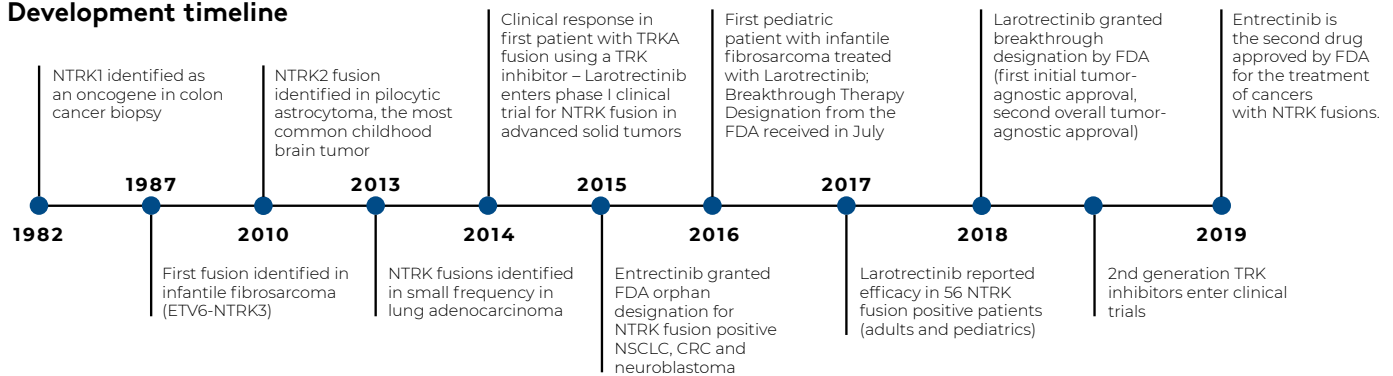 Development timeline
NTRK1 identified as
an oncogene in colon
cancer biopsy
NTRK2 fusion
identified in pilocytic
astrocytoma, the most
common childhood
brain tumor
Clinical response in
first patient with TRKA
fusion using a TRK
inhibitor – Larotrectinib
enters phase I clinical
trial for NTRK fusion in
advanced solid tumors
First pediatric
patient with infantile
fibrosarcoma treated
with Larotrectinib;
Breakthrough Therapy
Designation from the
FDA received in July
Larotrectinib granted
breakthrough
designation by FDA
(first initial tumor-
agnostic approval,
second overall tumor-
agnostic approval)
Entrectinib is
the second drug
approved by FDA
for the treatment
of cancers
with NTRK fusions.
1987
2013
2015
2017
1982
2010
2014
2016
2018
2019
First fusion identified in
infantile fibrosarcoma
(ETV6-NTRK3)
NTRK fusions identified
in small frequency in
lung adenocarcinoma
Entrectinib granted
FDA orphan
designation for
NTRK fusion positive
NSCLC, CRC and
neuroblastoma
Larotrectinib reported
efficacy in 56 NTRK
fusion positive patients
(adults and pediatrics)
2nd generation TRK
inhibitors enter clinical
trials